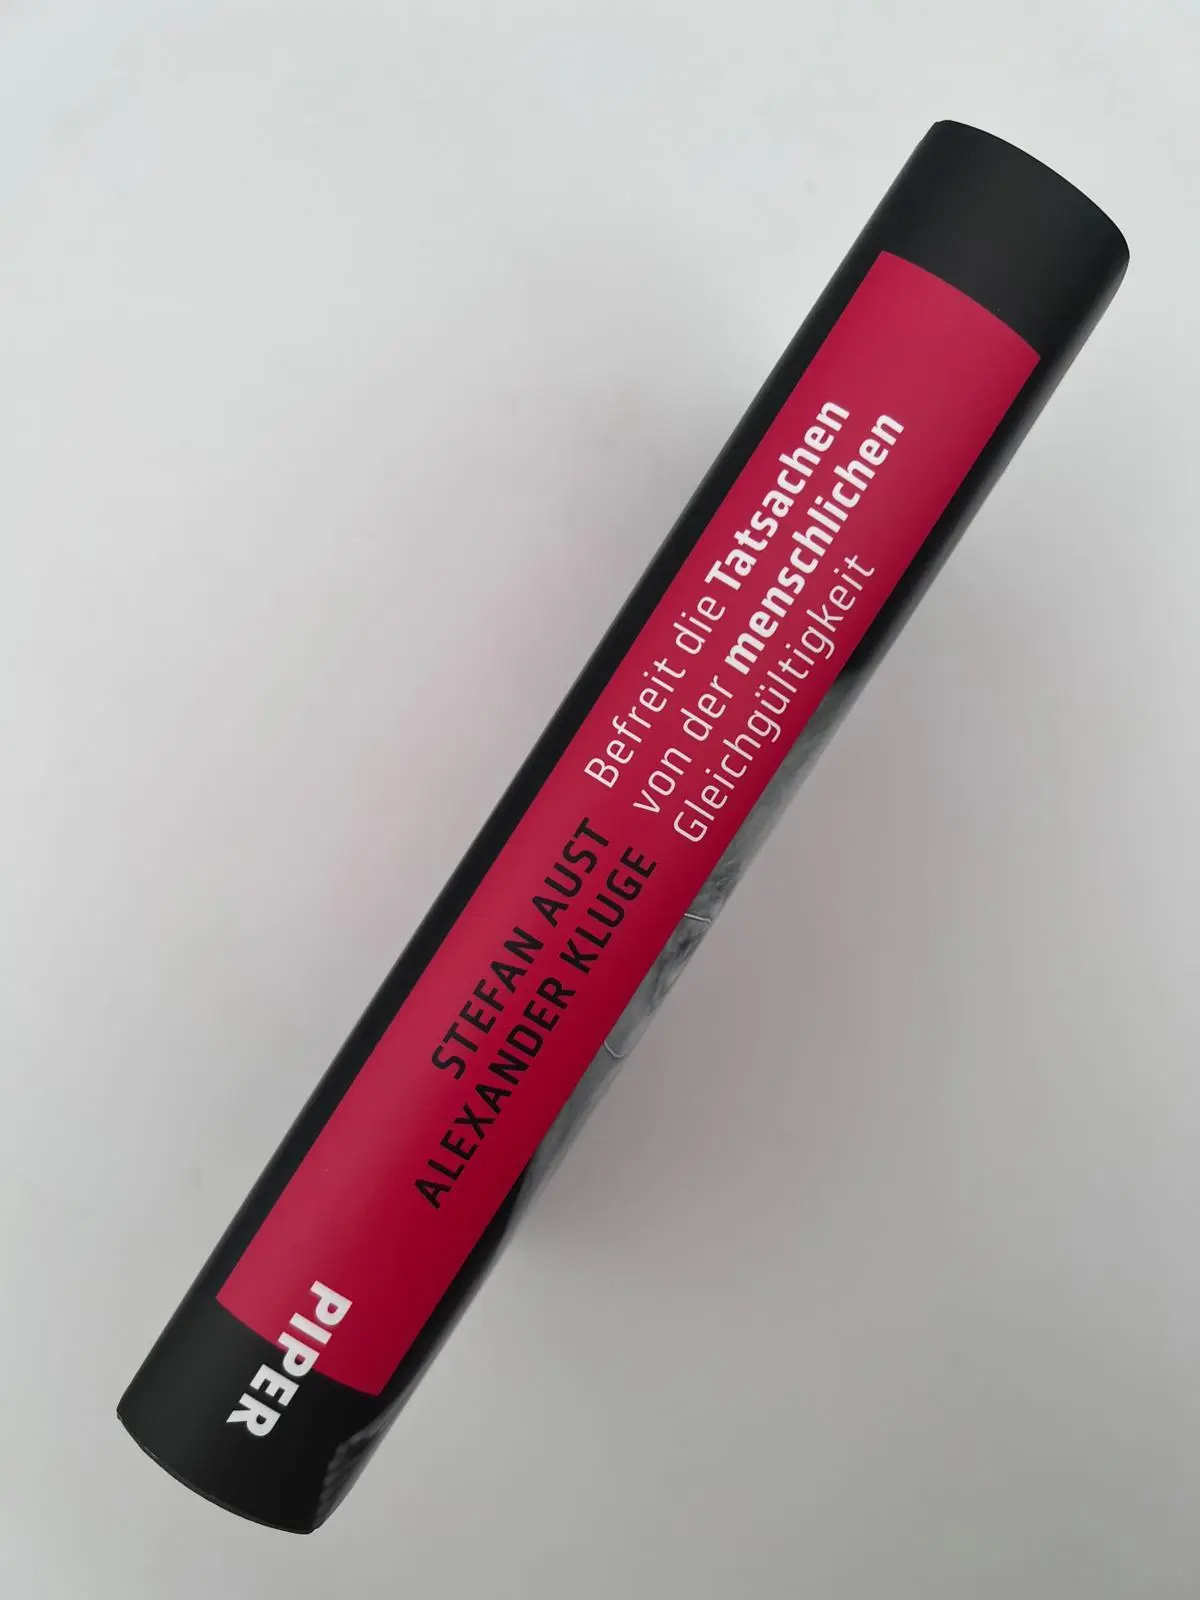 STEFAN AUST
ALEXANDER KLUGE
Befreit die Tatsachen
von der menschlichen
Gleichgültigkeit
PIPER